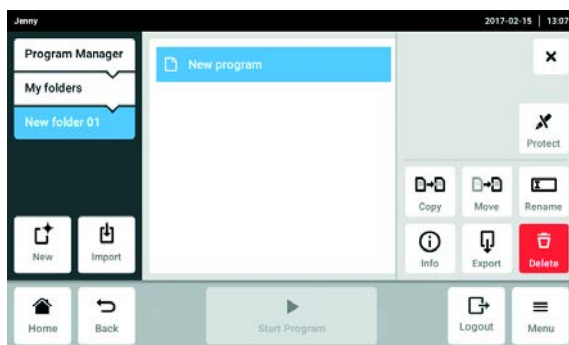 Jenny
2017-02-15 | 13:07
Program Manager
My folders
New folder 01
New program
Protect
Copy
Move
Rename
New
Import
Info
Export
Delete
Home
Back
Start Program
Logout
Menu